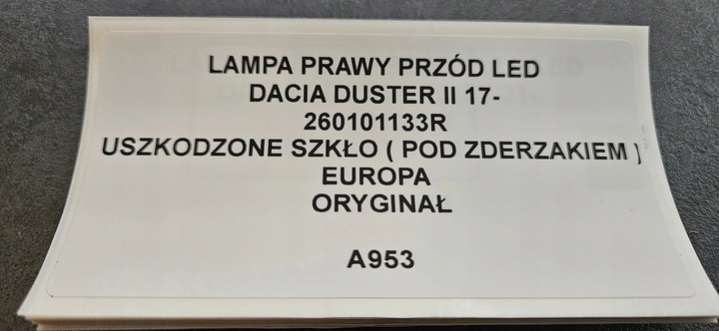 LAMPA PRAWY PRZÓD LED
DACIA DUSTER II 17-
260101133R
USZKODZONE SZKŁO ( POD ZDERZAKIEM )
EUROPA
ORYGINAŁ
A953